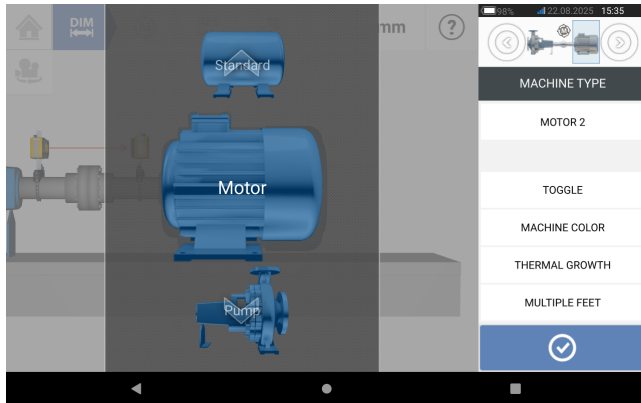 98%
22.08.2025
15:35
DIM
mm
?
Standard
Motor
Pump
MACHINE TYPE
MOTOR 2
TOGGLE
MACHINE COLOR
THERMAL GROWTH
MULTIPLE FEET